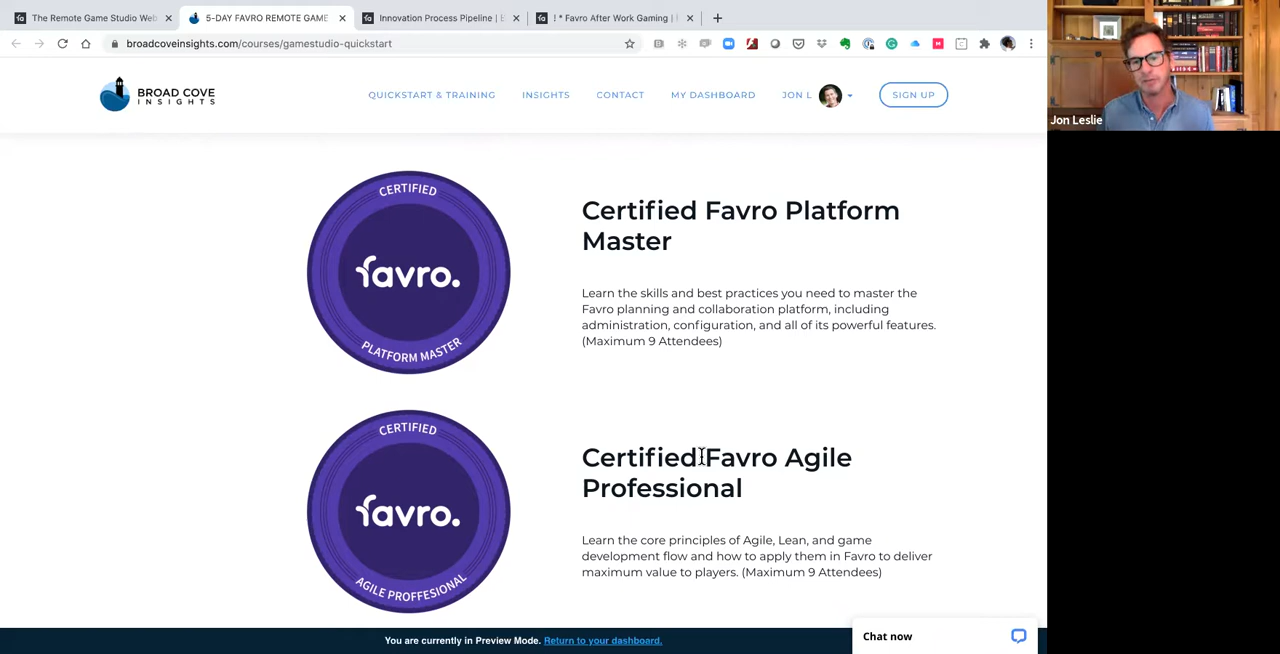 The Remote Game Studio Web
5-DAY FAVRO REMOTE GAME
Innovation Process Pipeline | B
! * Favro After Work Gaming |
broadcoveinsights.com/courses/gamestudio-quickstart
BROAD COVE
INSIGHTS
QUICKSTART & TRAINING
INSIGHTS
CONTACT
MY DASHBOARD
JON L
SIGN UP
Jon Leslie
CERTIFIED
favro.
PLATFORM MASTER
Certified Favro Platform
Master
Learn the skills and best practices you need to master the
Favro planning and collaboration platform, including
administration, configuration, and all of its powerful features.
(Maximum 9 Attendees)
CERTIFIED
favro.
AGILE PROFFESIONAL
Certified Favro Agile
Professional
Learn the core principles of Agile, Lean, and game
development flow and how to apply them in Favro to deliver
maximum value to players. (Maximum 9 Attendees)
You are currently in Preview Mode. Return to your dashboard.
Chat now